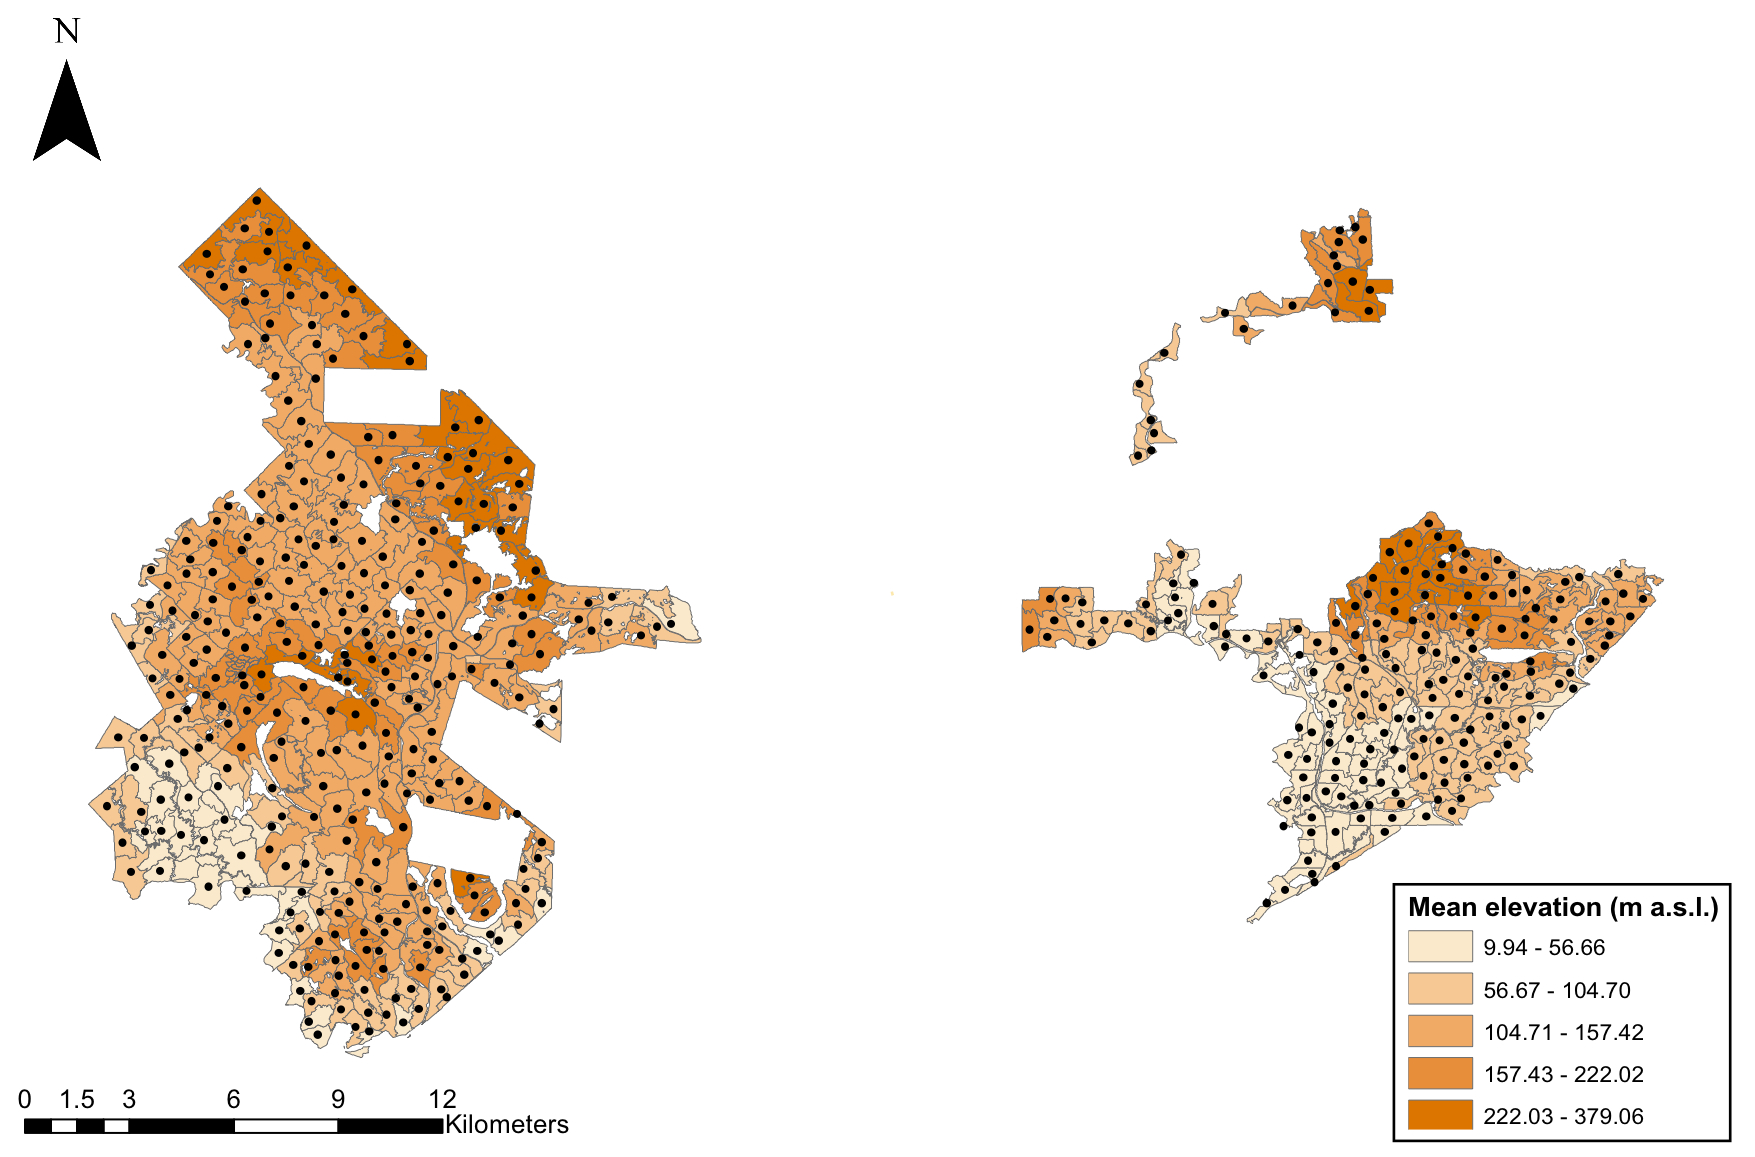 N
Mean elevation (m a.s.l.)
9.94 - 56.66
56.67 - 104.70
104.71 - 157.42
157.43 - 222.02
222.03 - 379.06
0 1.5 3 6 9 12
Kilometers